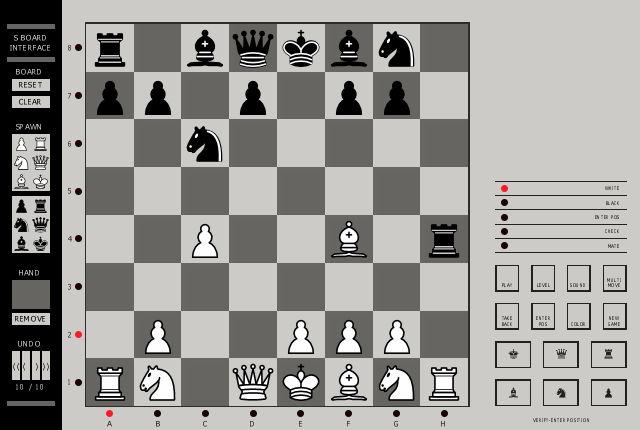 S BOARD
INTERFACE
BOARD
RESET
CLEAR
SPAWN
HAND
REMOVE
UNDO
10 / 10
8
7
6
5
4
3
2
1
A B C D E F G H
WHITE
BLACK
ENTER POS
CHECK
MATE
PLAY LEVEL SOUND MULTI MOVE
TAKE BACK ENTER POS COLOR NEW GAME
VERIFY-ENTER POSITION